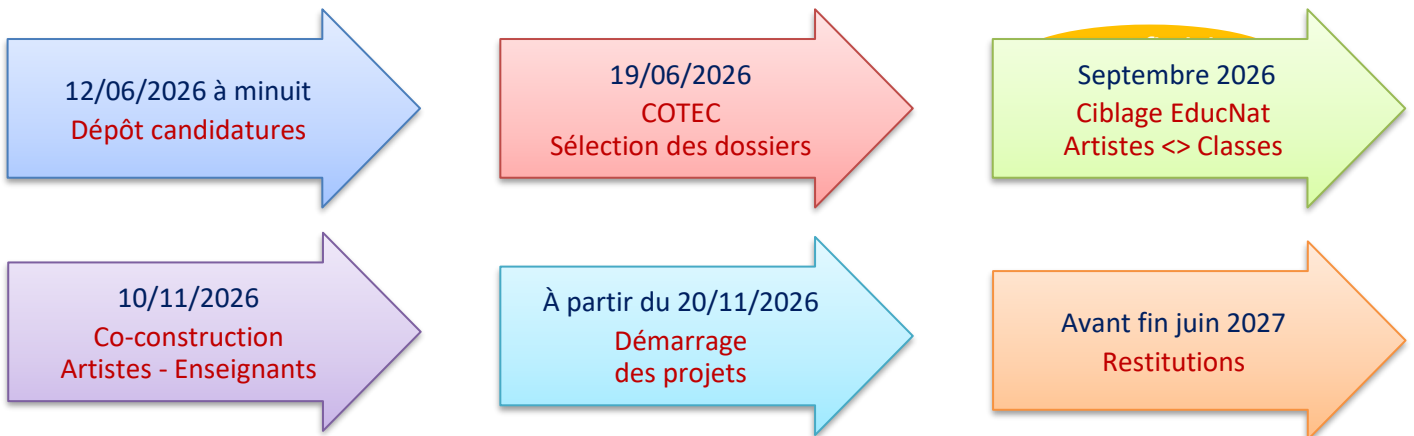 12/06/2026 à minuit
Dépôt candidatures
19/06/2026
COTEC
Sélection des dossiers
Septembre 2026
Ciblage EducNat
Artistes <> Classes
10/11/2026
Co-construction
Artistes - Enseignants
À partir du 20/11/2026
Démarrage
des projets
Avant fin juin 2027
Restitutions